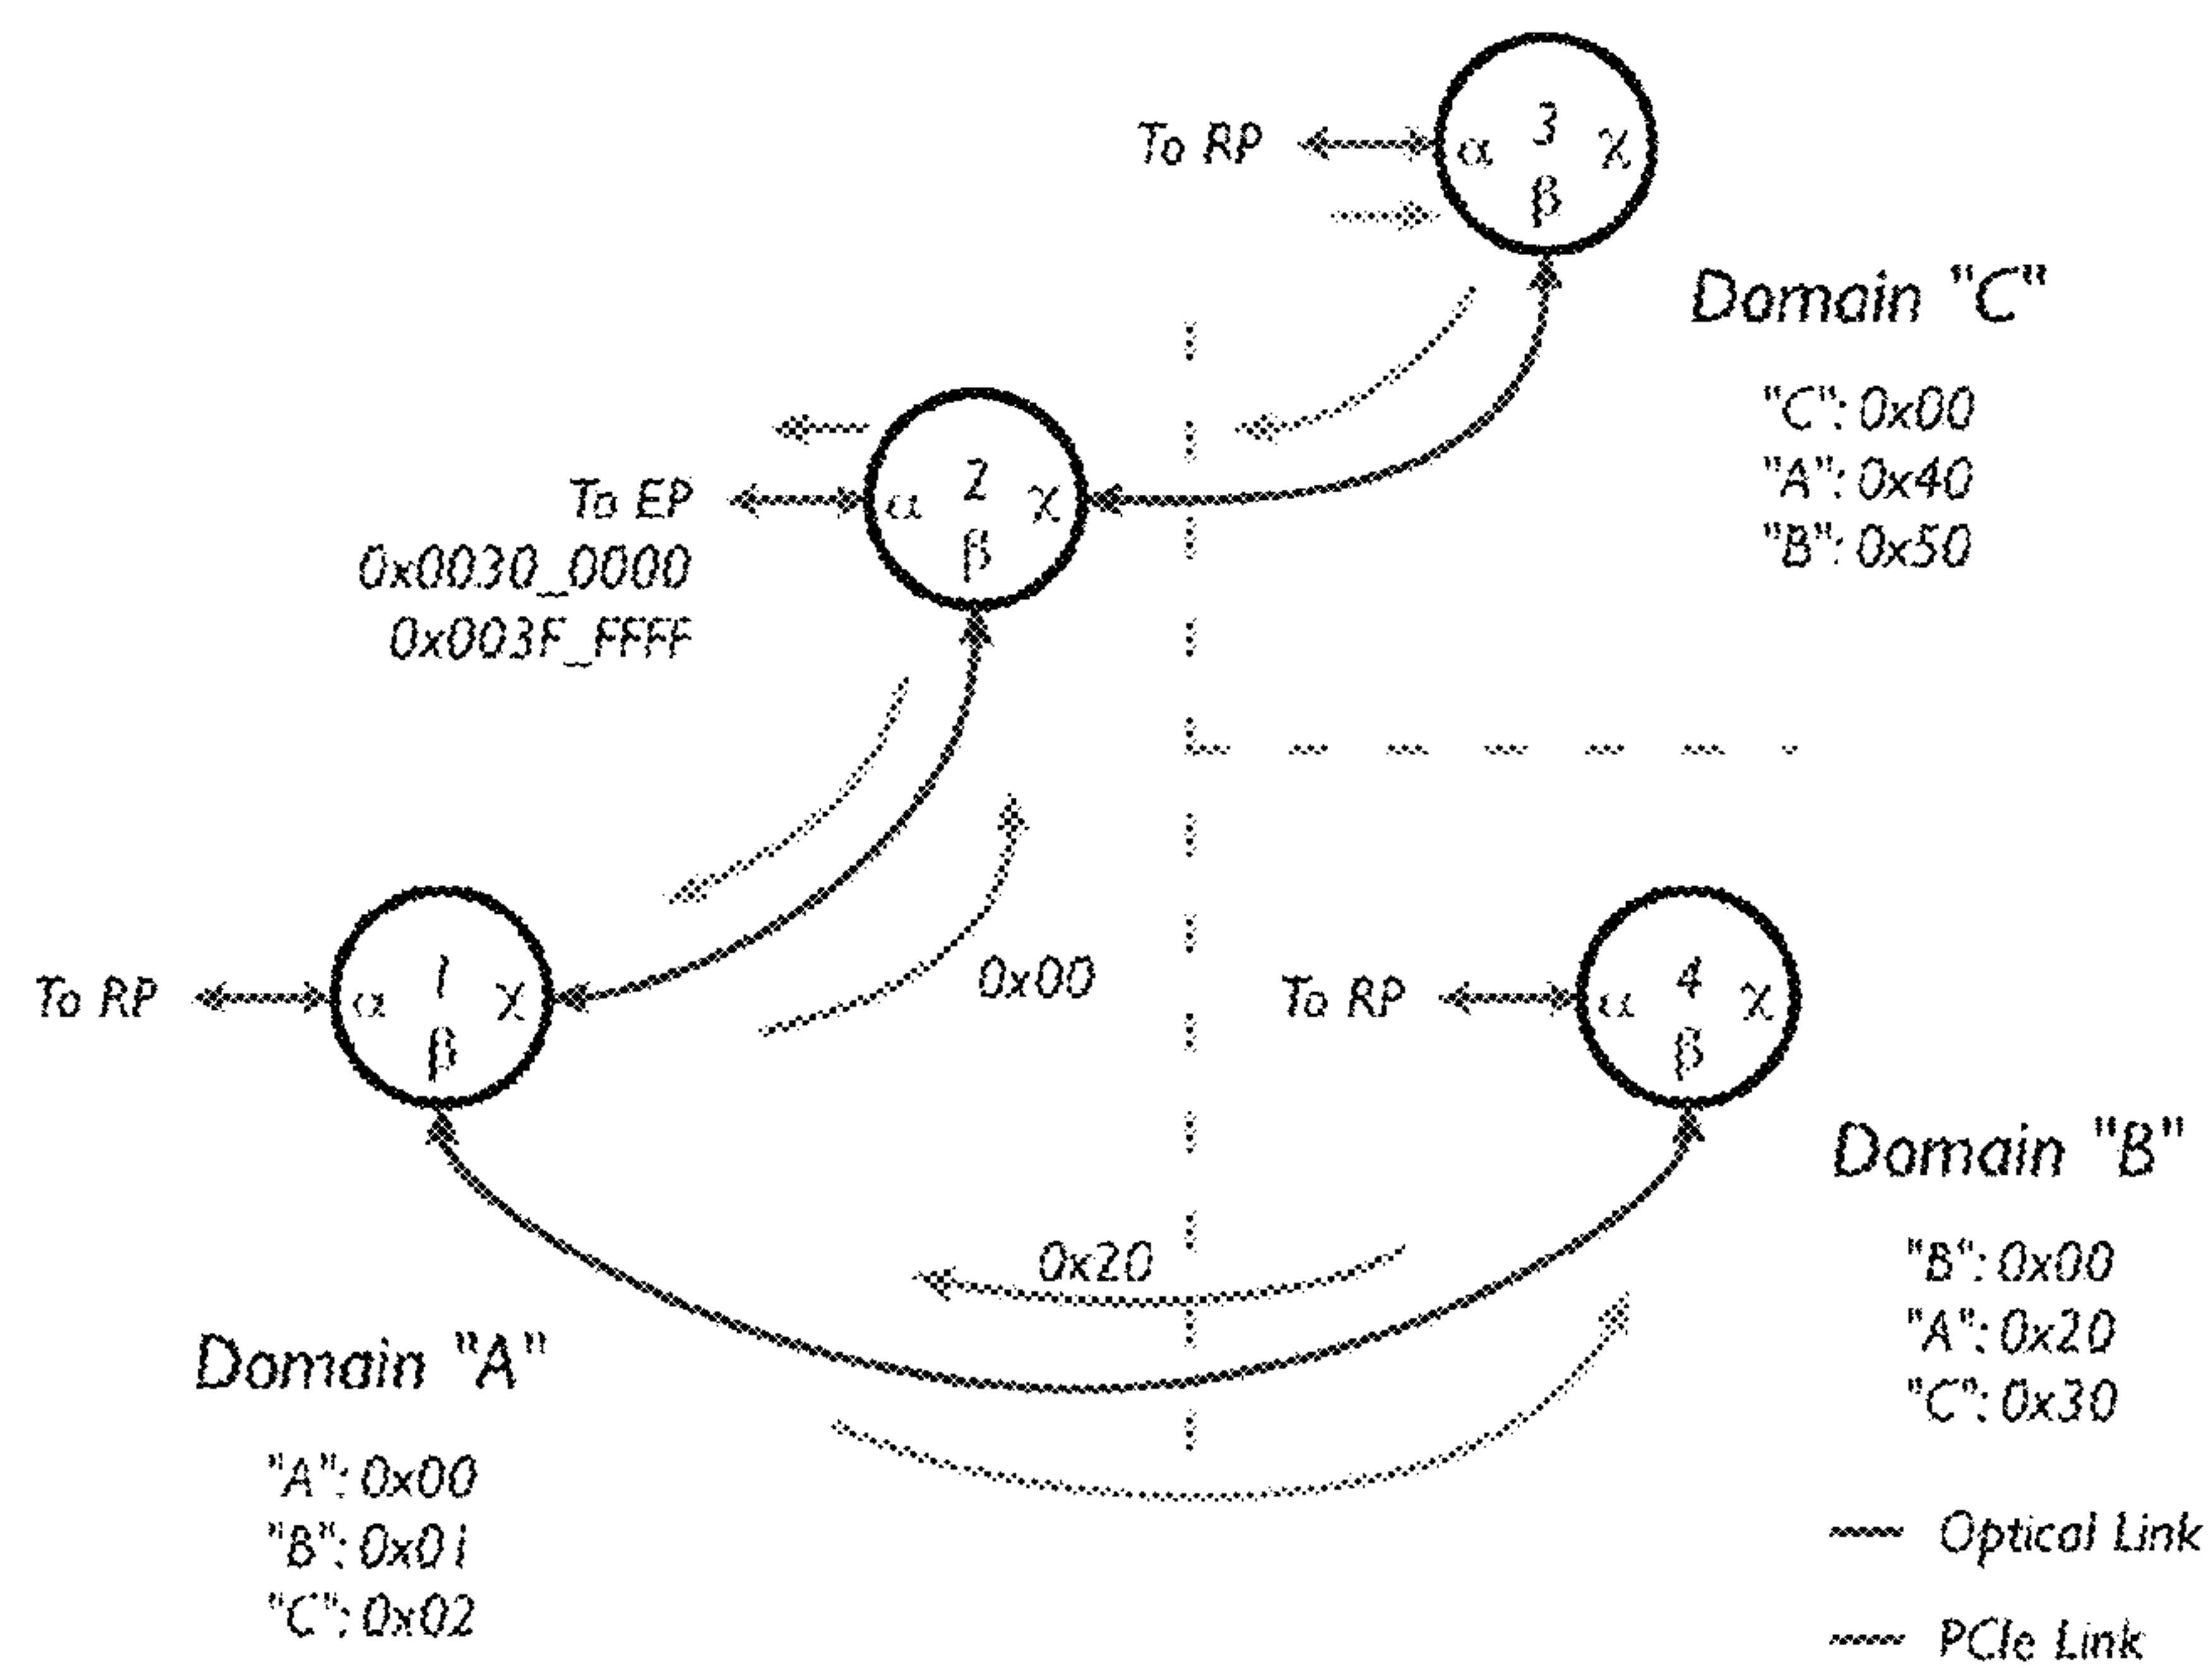 3
To RP
α
χ
β
Domain "C"
"C": 0x00
"A": 0x40
"B": 0x50
2
To EP
α
χ
β
0x0030_0000
0x003F_FFFF
1
To RP
α
χ
β
0x00
4
To RP
α
χ
β
Domain "B"
"B": 0x00
"A": 0x20
"C": 0x30
0x20
Domain "A"
"A": 0x00
"B": 0x01
"C": 0x02
Optical Link
PCIe Link